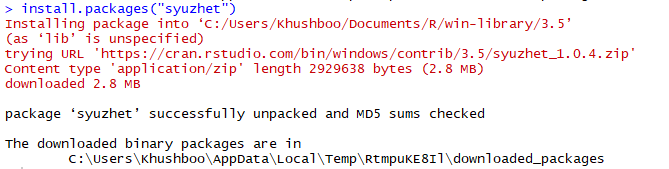 > install.packages("syuzhet")
Installing package into ‘C:/Users/Khushboo/Documents/R/win-library/3.5’
(as ‘lib’ is unspecified)
trying URL 'https://cran.rstudio.com/bin/windows/contrib/3.5/syuzhet_1.0.4.zip'
Content type 'application/zip' length 2929638 bytes (2.8 MB)
downloaded 2.8 MB
package ‘syuzhet’ successfully unpacked and MD5 sums checked
The downloaded binary packages are in
C:\Users\Khushboo\AppData\Local\Temp\RtmpuKE8Il\downloaded_packages